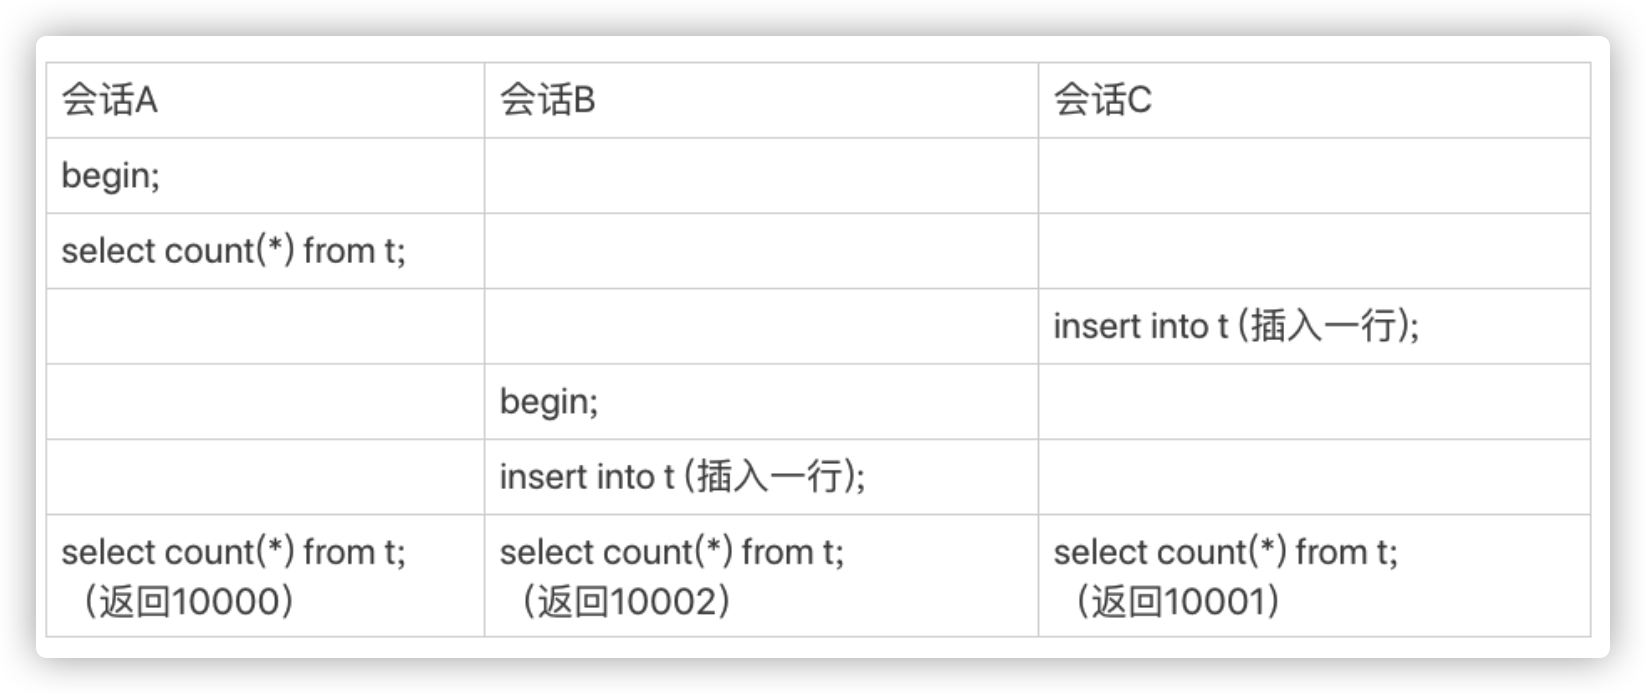 会话A
会话B
会话C
begin;
select count(*) from t;
insert into t (插入一行);
begin;
insert into t (插入一行);
select count(*) from t;
（返回10000）
select count(*) from t;
（返回10002）
select count(*) from t;
（返回10001）